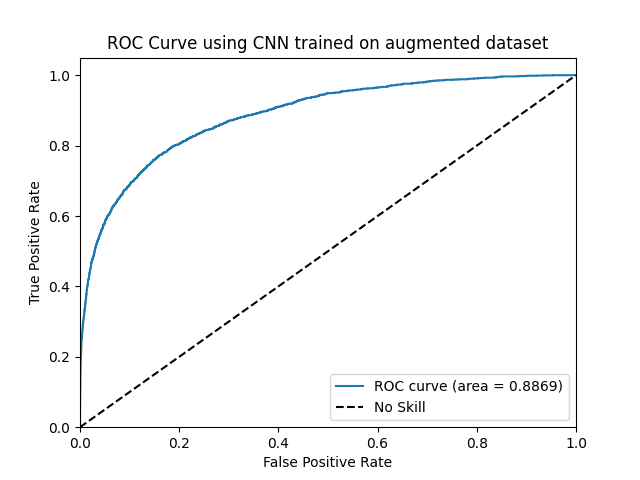 ROC Curve using CNN trained on augmented dataset
1.0
0.8
0.6
0.4
0.2
0.0
True Positive Rate
ROC curve (area = 0.8869)
No Skill
0.0 0.2 0.4 0.6 0.8 1.0
False Positive Rate